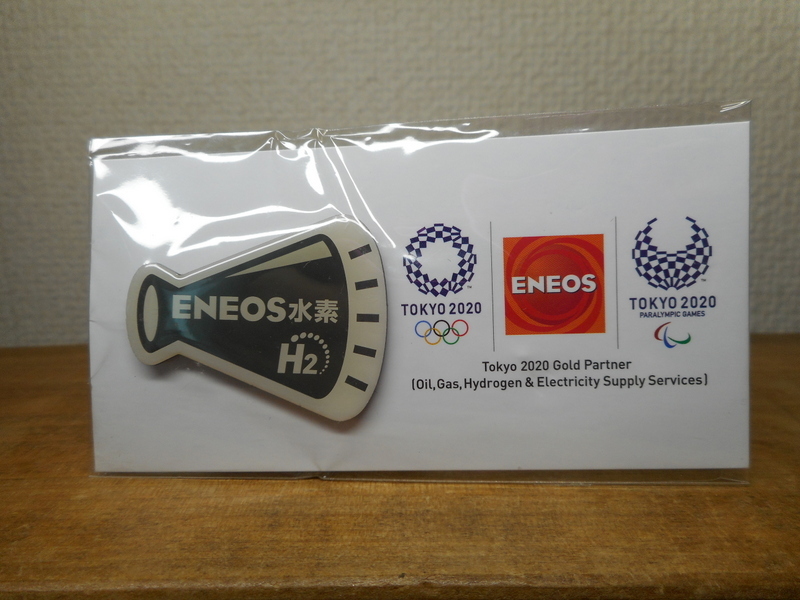 ENEOS水素
H2
TOKYO 2020
ENEOS
TOKYO 2020
PARALYMPIC GAMES
Tokyo 2020 Gold Partner
(Oil,Gas,Hydrogen & Electricity Supply Services)